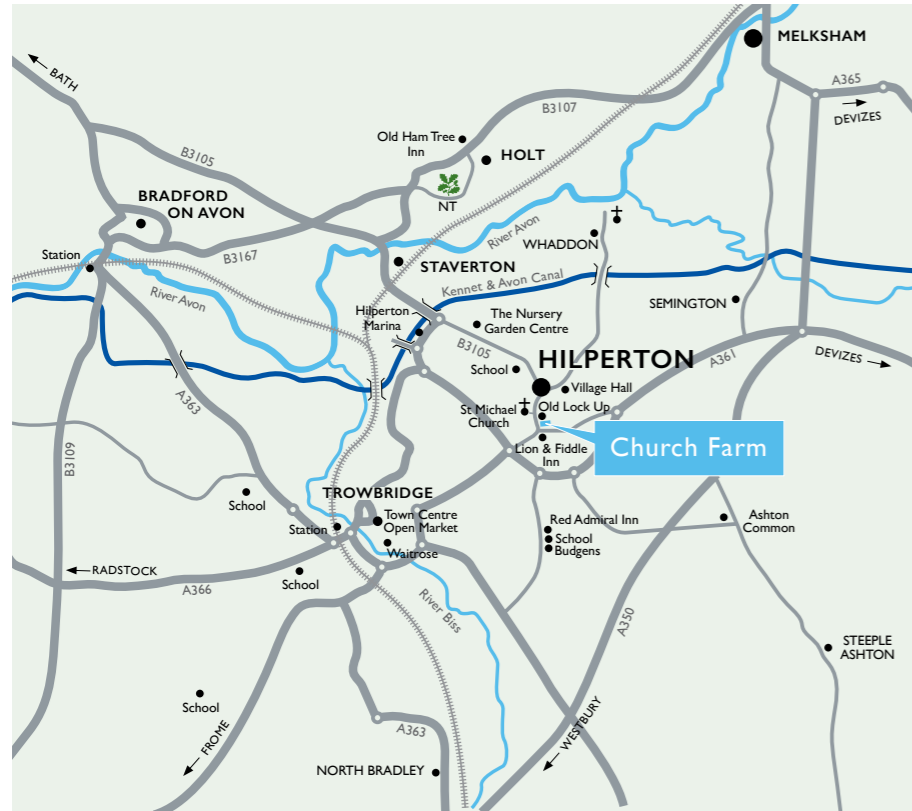 MELKSHAM
BATH
A365
DEVIZES
B3107
Old Ham Tree
Inn
HOLT
B3105
NT
BRADFORD
ON AVON
B3167
River Avon
WHADDON
Station
STAVERTON
Kennet & Avon Canal
River Avon
SEMINGTON
Hilperton
Marina
The Nursery
Garden Centre
B3105
HILPERTON
A361
DEVIZES
School
Village Hall
A363
St Michael
Church
Old Lock Up
Lion & Fiddle
Inn
Church Farm
B3109
School
TROWBRIDGE
Town Centre
Open Market
Station
Waitrose
Red Admiral Inn
School
Budgens
Ashton
Common
RADSTOCK
A366
School
River Biss
A350
STEEPLE
ASHTON
School
FROME
A363
WESTBURY
NORTH BRADLEY